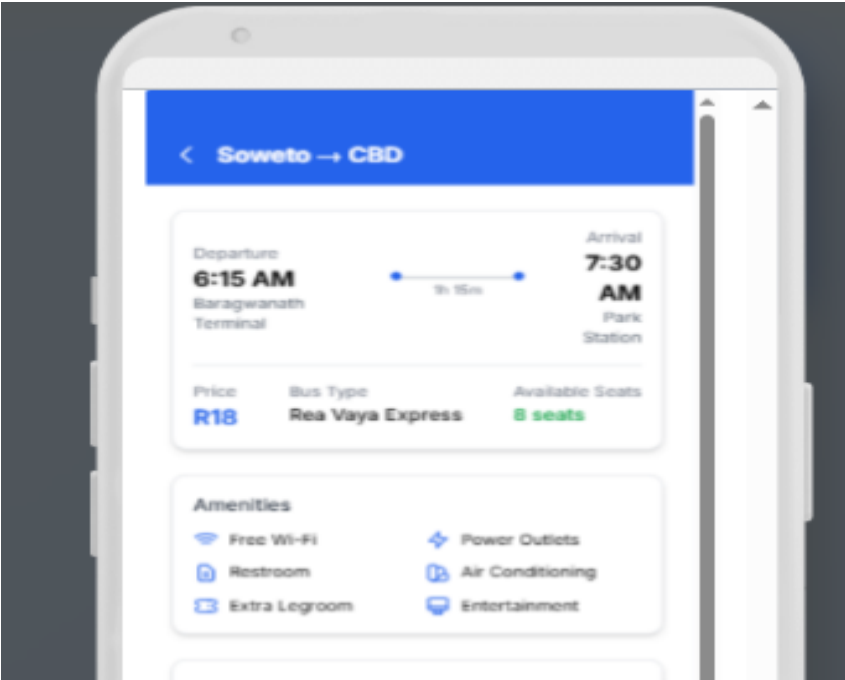 Soweto → CBD
Departure
6:15 AM
Baragwanath
Terminal
1h 15m
Arrival
7:30
AM
Park
Station
Price
R18
Bus Type
Rea Vaya Express
Available Seats
8 seats
Amenities
Free Wi-Fi
Power Outlets
Restroom
Air Conditioning
Extra Legroom
Entertainment